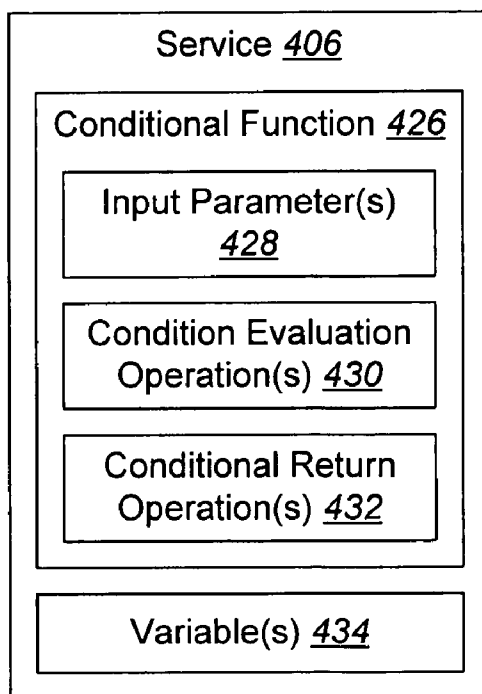 Service 406
Conditional Function 426
Input Parameter(s)
428
Condition Evaluation
Operation(s) 430
Conditional Return
Operation(s) 432
Variable(s) 434